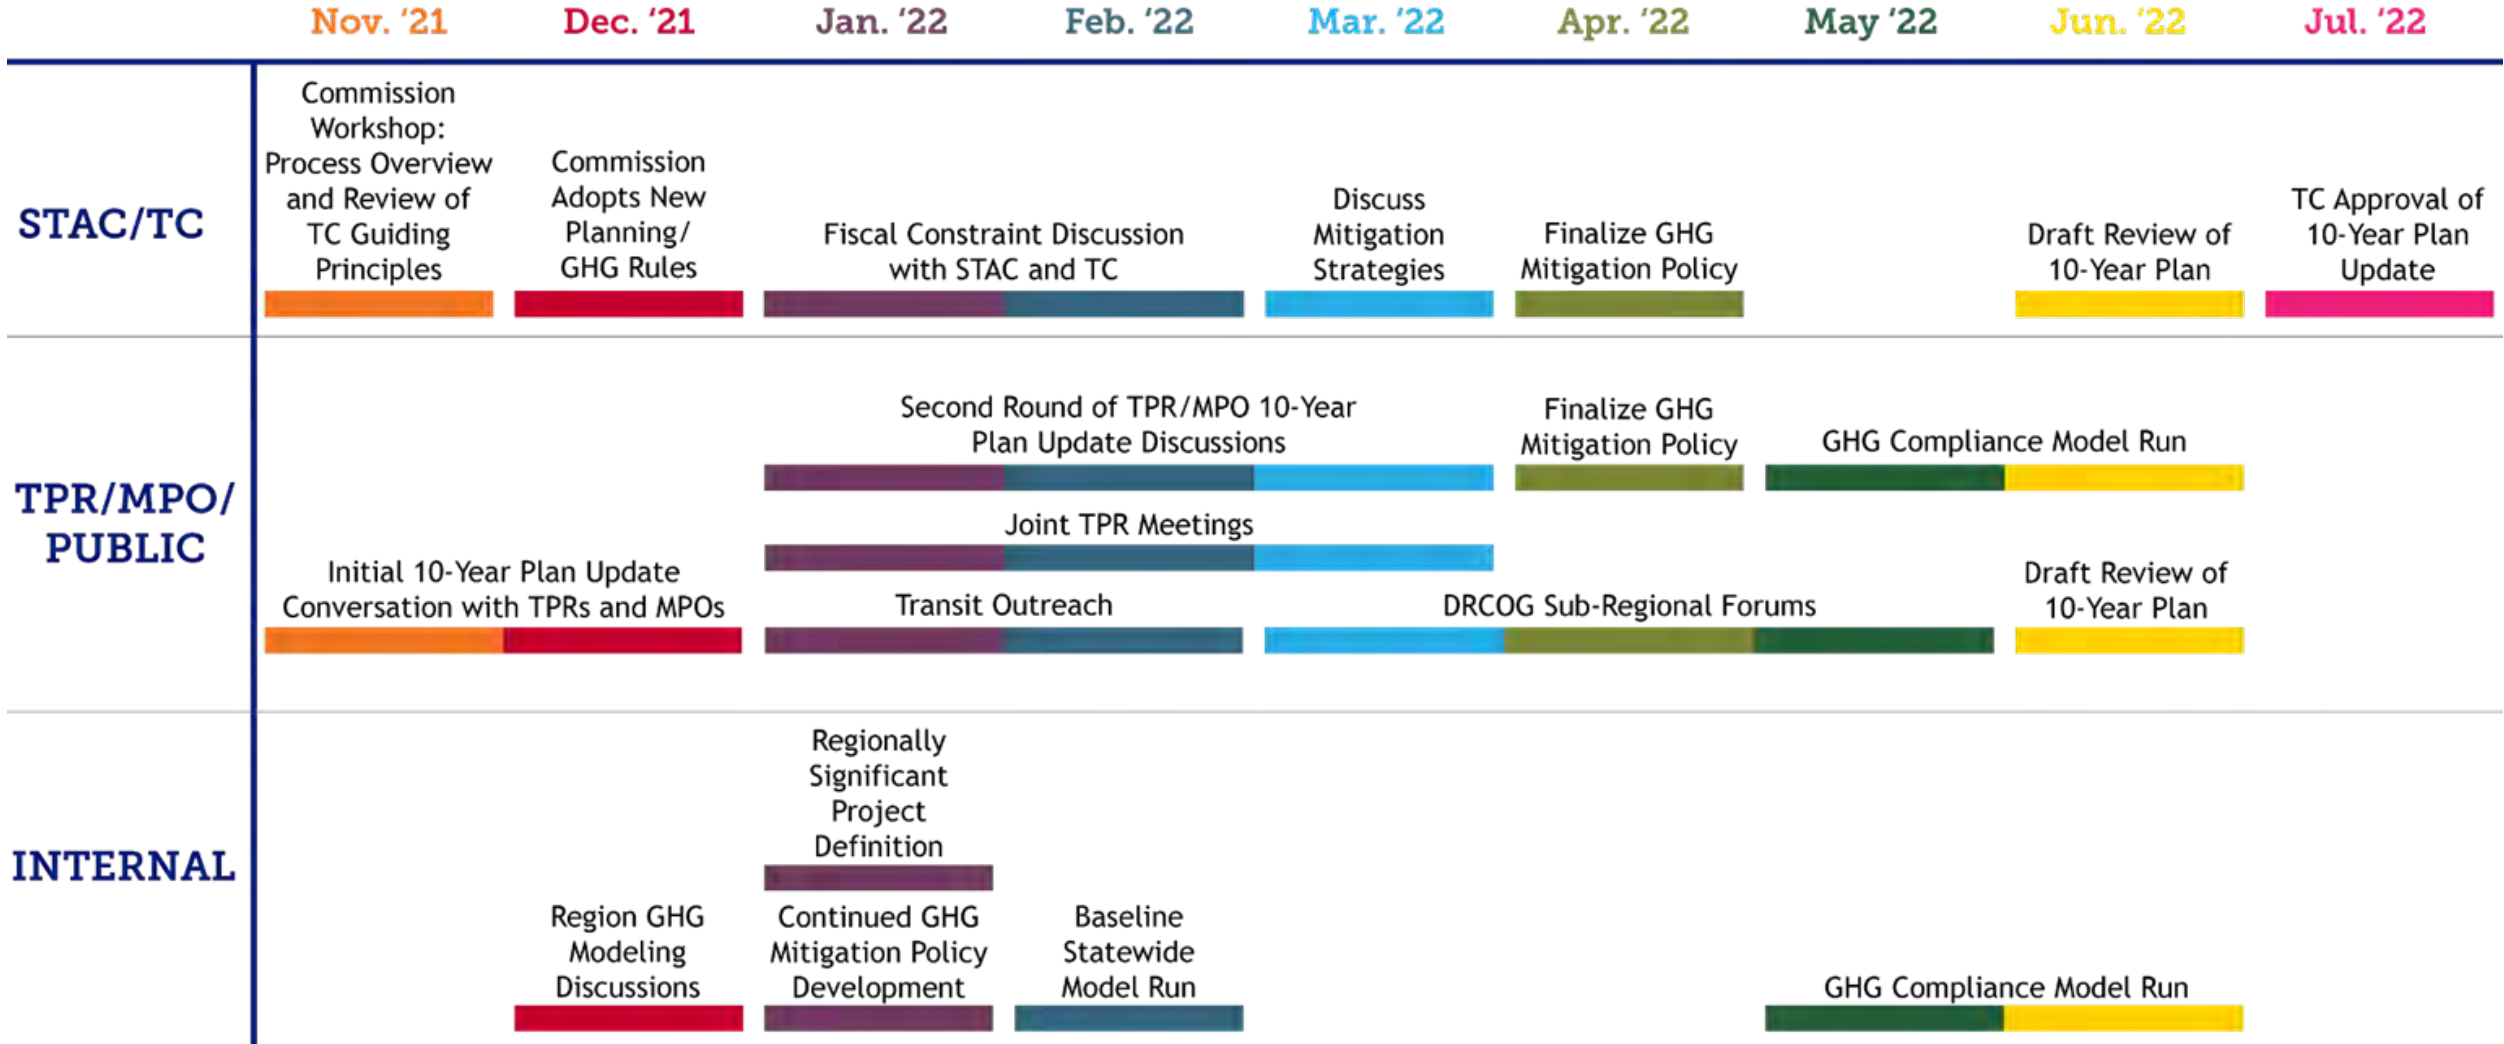 Nov. ‘21
Dec. ‘21
Jan. ‘22
Feb. ‘22
Mar. ‘22
Apr. ‘22
May ‘22
Jun. ‘22
Jul. ‘22
STAC/TC
Commission
Workshop:
Process Overview
and Review of
TC Guiding
Principles
Commission
Adopts New
Planning/
GHG Rules
Fiscal Constraint Discussion
with STAC and TC
Discuss
Mitigation
Strategies
Finalize GHG
Mitigation Policy
Draft Review of
10-Year Plan
TC Approval of
10-Year Plan
Update
TPR/MPO/
PUBLIC
Second Round of TPR/MPO 10-Year
Plan Update Discussions
Finalize GHG
Mitigation Policy
GHG Compliance Model Run
Joint TPR Meetings
Initial 10-Year Plan Update
Conversation with TPRs and MPOs
Transit Outreach
DRCOG Sub-Regional Forums
Draft Review of
10-Year Plan
INTERNAL
Regionally
Significant
Project
Definition
Region GHG
Modeling
Discussions
Continued GHG
Mitigation Policy
Development
Baseline
Statewide
Model Run
GHG Compliance Model Run